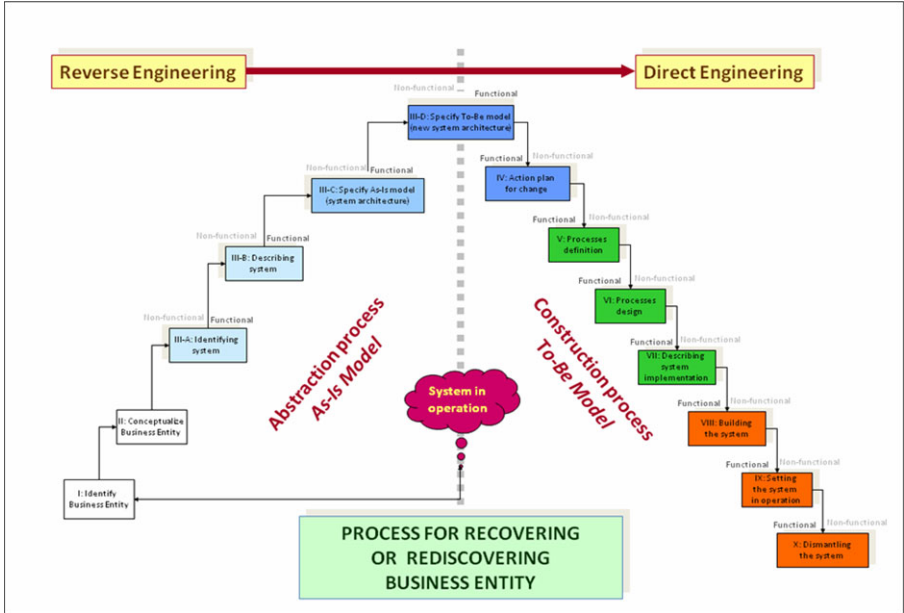 Reverse Engineering
Direct Engineering
Non-functional
Functional
III-D: Specify To-Be model
(new system architecture)
Non-functional
Functional
III-C: Specify As-Is model
(system architecture)
Functional
Non-functional
IV: Action plan
for change
Non-functional
Functional
III-B: Describing
system
Functional
Non-functional
V: Processes
definition
Non-functional
Functional
III-A: Identifying
system
Functional
Non-functional
VI: Processes
design
Abstraction process
As-Is Model
Construction process
To-Be Model
Functional
Non-functional
VII: Describing
system
implementation
System in
operation
II: Conceptualize
Business Entity
Functional
Non-functional
VIII: Building
the system
I: Identify
Business Entity
Functional
Non-functional
IX: Setting
the system
in operation
Functional
Non-functional
X: Dismantling
the system
PROCESS FOR RECOVERING
OR REDISCOVERING
BUSINESS ENTITY